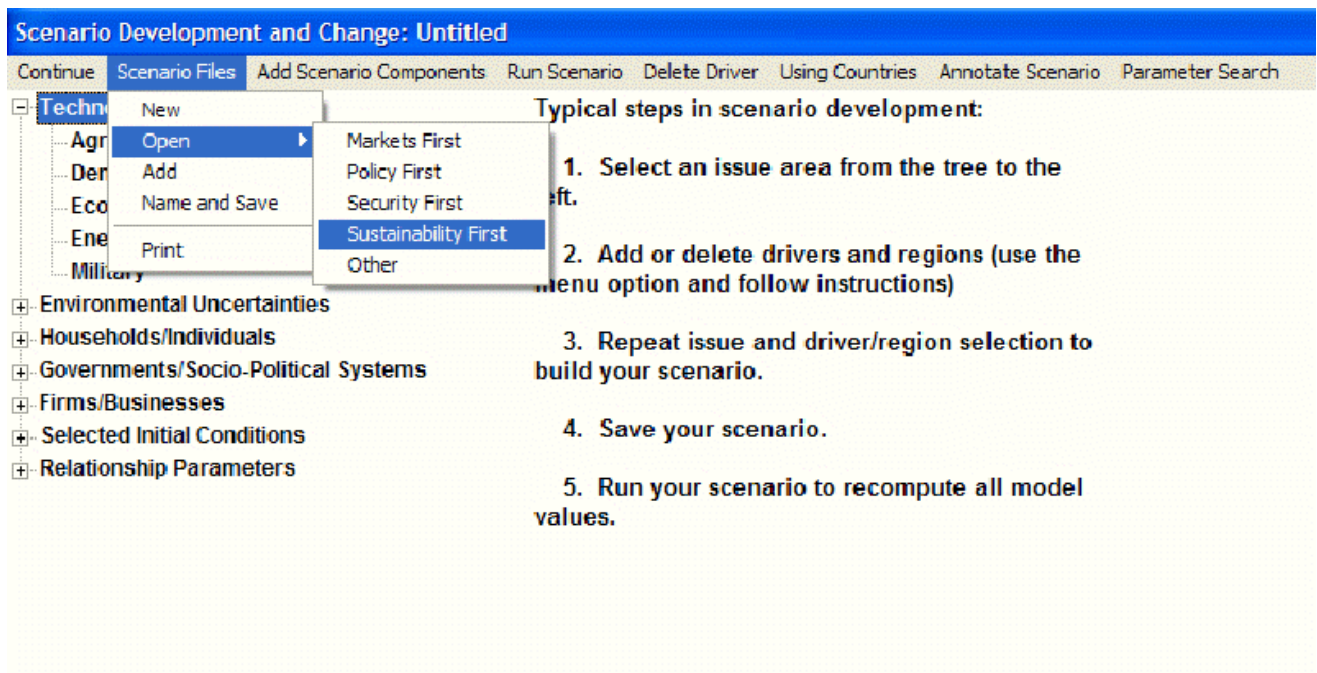 Scenario Development and Change: Untitled
Continue Scenario Files Add Scenario Components Run Scenario Delete Driver Using Countries Annotate Scenario Parameter Search
New
Open
Add
Name and Save
Print
Markets First
Policy First
Security First
Sustainability First
Other
Military
Environmental Uncertainties
Households/Individuals
Governments/Socio-Political Systems
Firms/Businesses
Selected Initial Conditions
Relationship Parameters
Typical steps in scenario development:
1. Select an issue area from the tree to the
left.
2. Add or delete drivers and regions (use the
menu option and follow instructions)
3. Repeat issue and driver/region selection to
build your scenario.
4. Save your scenario.
5. Run your scenario to recompute all model
values.